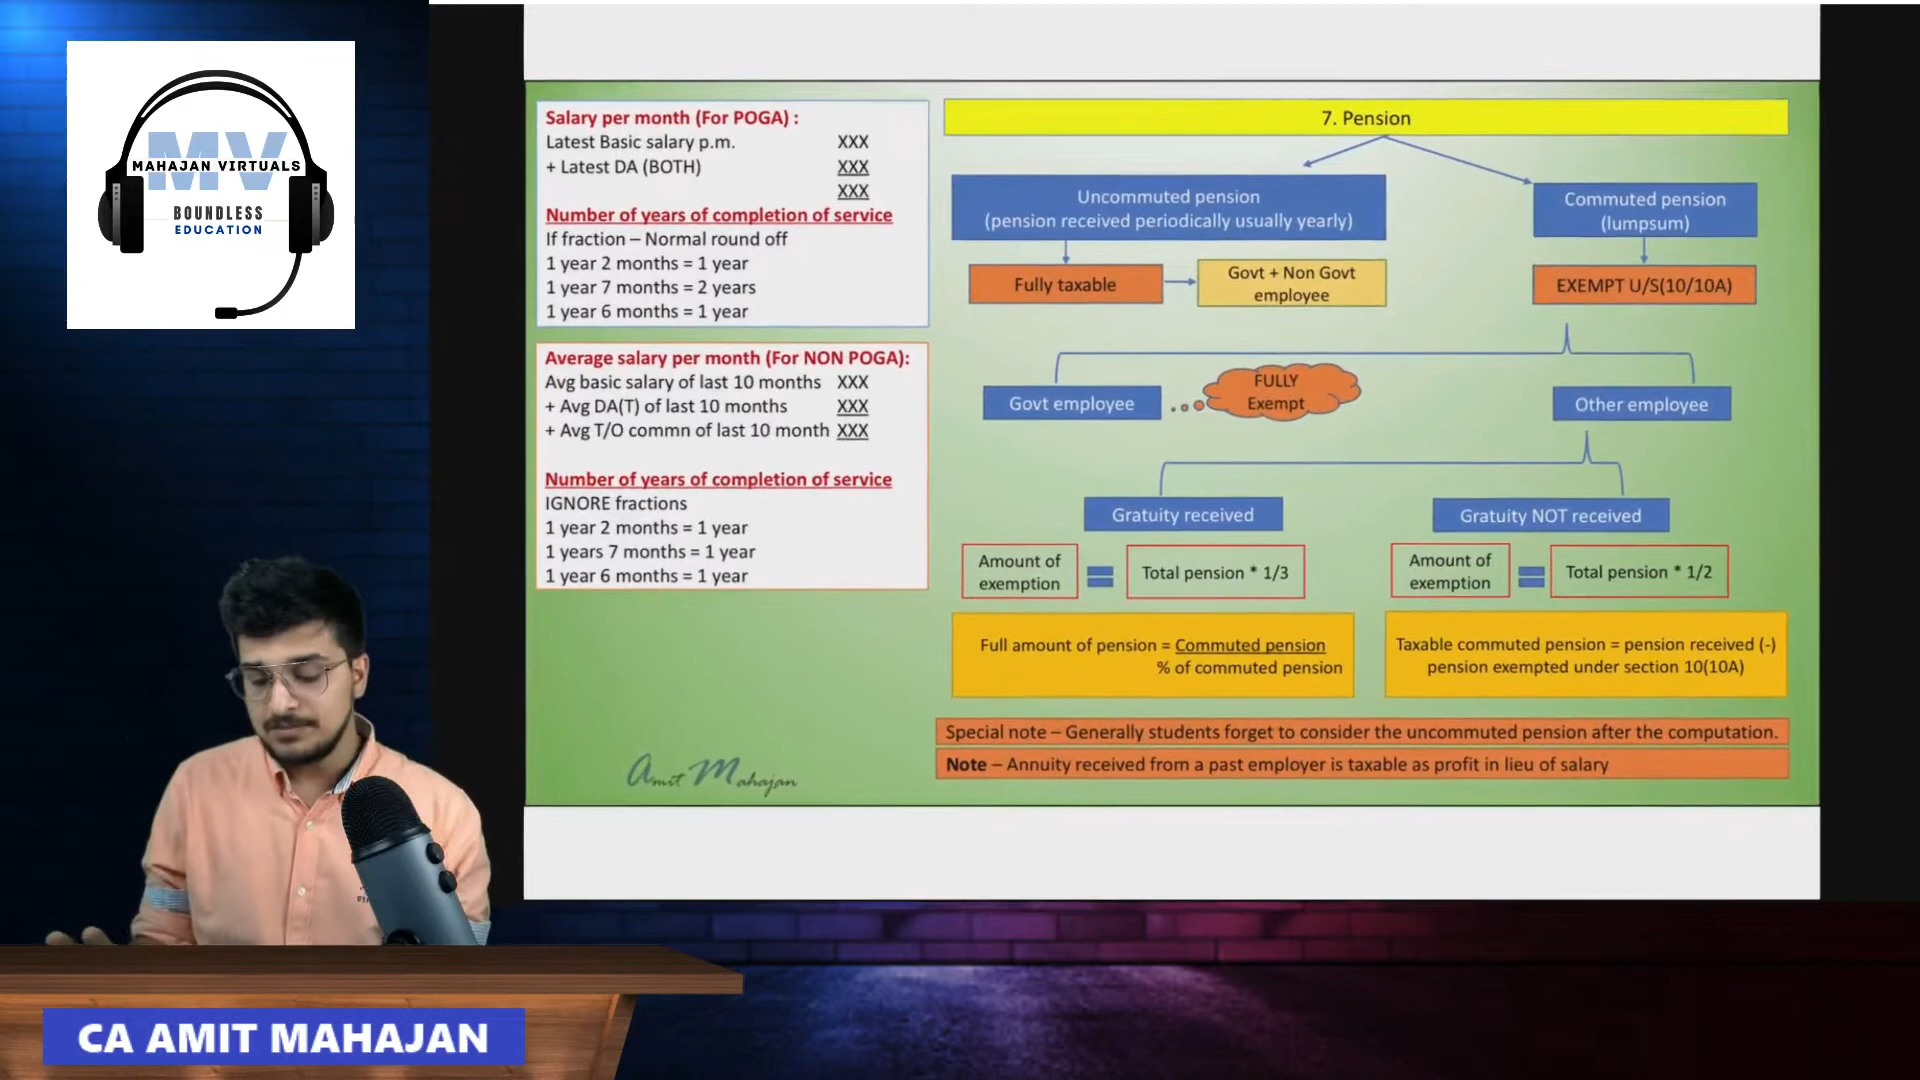 MV
MAHAJAN VIRTUALS
BOUNDLESS
EDUCATION
Salary per month (For POGA) :
Latest Basic salary p.m. XXX
+ Latest DA (BOTH) XXX
XXX
Number of years of completion of service
If fraction – Normal round off
1 year 2 months = 1 year
1 year 7 months = 2 years
1 year 6 months = 1 year
Average salary per month (For NON POGA):
Avg basic salary of last 10 months XXX
+ Avg DA(T) of last 10 months XXX
+ Avg T/O commn of last 10 month XXX
Number of years of completion of service
IGNORE fractions
1 year 2 months = 1 year
1 years 7 months = 1 year
1 year 6 months = 1 year
Amit Mahajan
7. Pension
Uncommuted pension
(pension received periodically usually yearly)
Commuted pension
(lumpsum)
Fully taxable
Govt + Non Govt
employee
EXEMPT U/S(10/10A)
Govt employee
FULLY
Exempt
Other employee
Gratuity received
Gratuity NOT received
Amount of
exemption
Total pension * 1/3
Amount of
exemption
Total pension * 1/2
Full amount of pension = Commuted pension
% of commuted pension
Taxable commuted pension = pension received (-)
pension exempted under section 10(10A)
Special note – Generally students forget to consider the uncommuted pension after the computation.
Note – Annuity received from a past employer is taxable as profit in lieu of salary
CA AMIT MAHAJAN